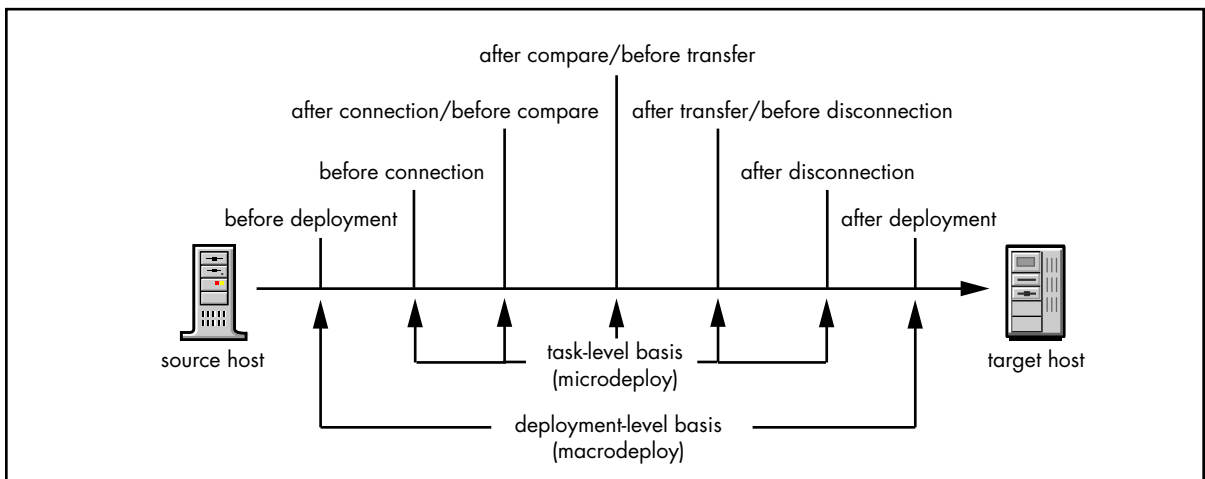 after compare/before transfer
after connection/before compare
after transfer/before disconnection
before connection
after disconnection
before deployment
after deployment
source host
target host
task-level basis
(microdeploy)
deployment-level basis
(macrodeploy)